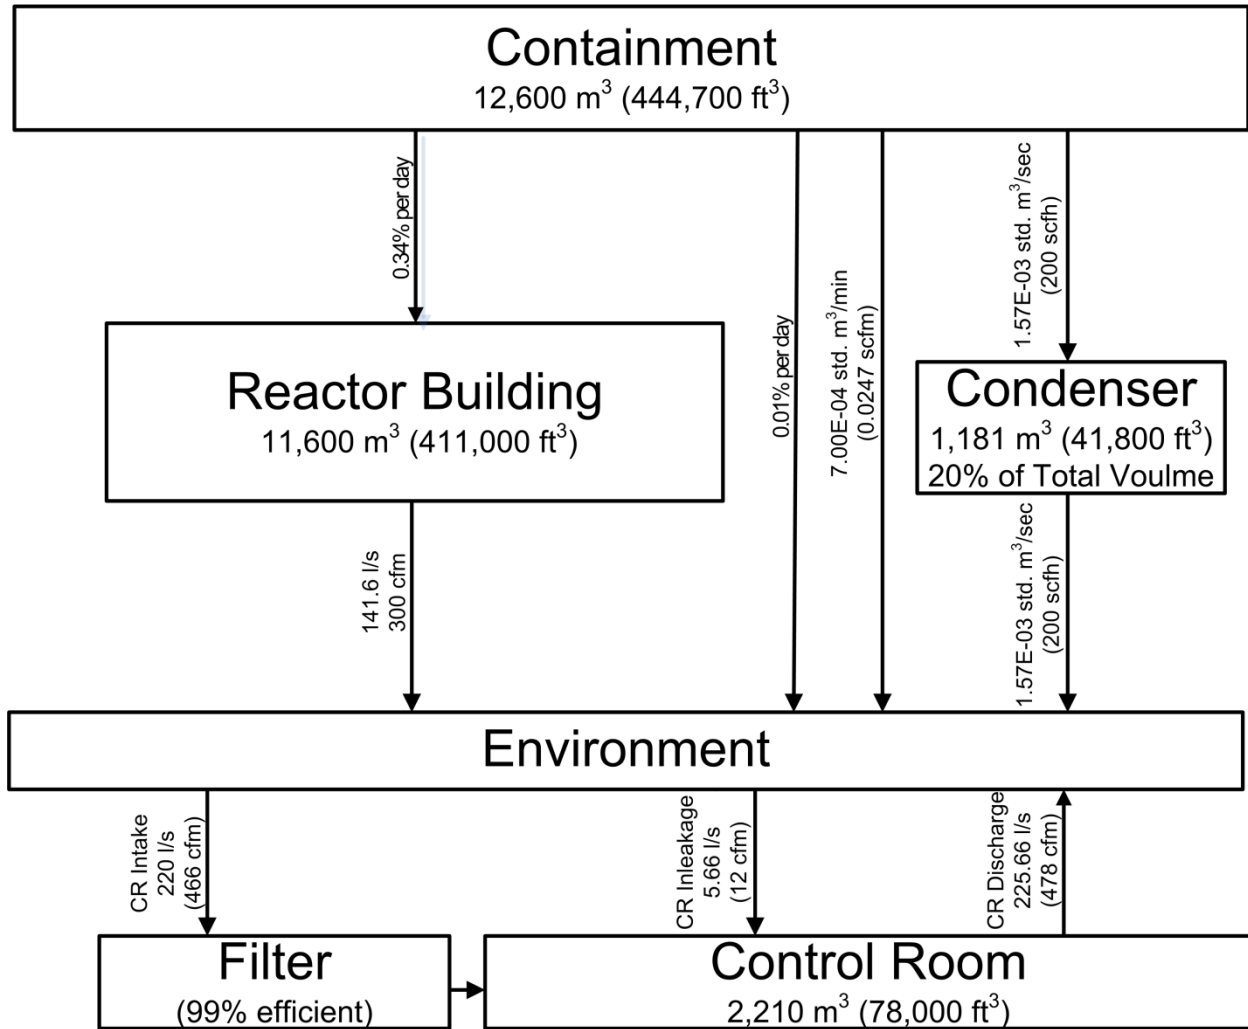 Containment
12,600 m³ (444,700 ft³)
0.34% per day
0.01% per day
7.00E-04 std. m³/min
(0.0247 scfm)
1.57E-03 std. m³/sec
(200 scfh)
Reactor Building
11,600 m³ (411,000 ft³)
Condenser
1,181 m³ (41,800 ft³)
20% of Total Voulme
141.6 l/s
300 cfm
1.57E-03 std. m³/sec
(200 scfh)
Environment
CR Intake
220 l/s
(466 cfm)
CR Inleakage
5.66 l/s
(12 cfm)
CR Discharge
225.66 l/s
(478 cfm)
Filter
(99% efficient)
Control Room
2,210 m³ (78,000 ft³)